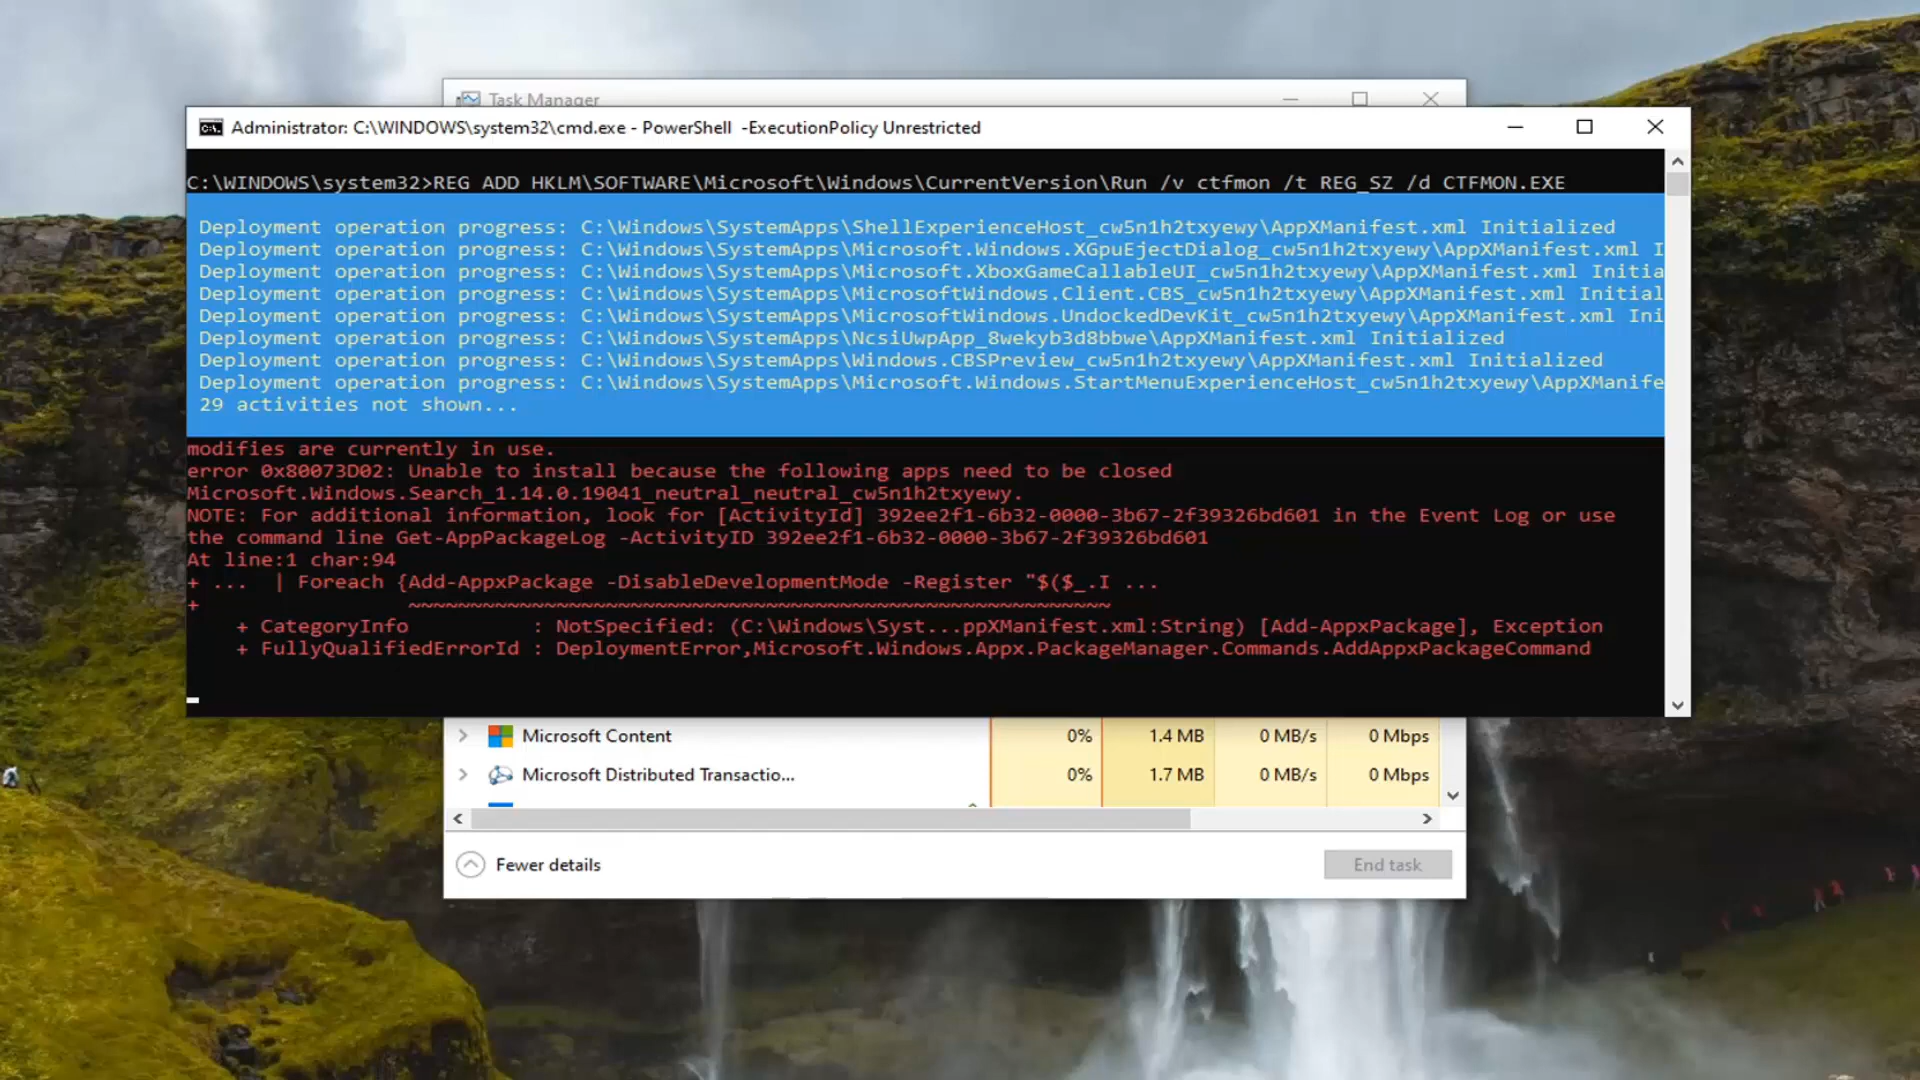 Task Manager
Administrator: C:\WINDOWS\system32\cmd.exe - PowerShell -ExecutionPolicy Unrestricted
C:\WINDOWS\system32>REG ADD HKLM\SOFTWARE\Microsoft\Windows\CurrentVersion\Run /v ctfmon /t REG_SZ /d CTFMON.EXE
Deployment operation progress: C:\Windows\SystemApps\ShellExperienceHost_cw5n1h2txyewy\AppXManifest.xml Initialized
Deployment operation progress: C:\Windows\SystemApps\Microsoft.Windows.XGpuEjectDialog_cw5n1h2txyewy\AppXManifest.xml I
Deployment operation progress: C:\Windows\SystemApps\Microsoft.XboxGameCallableUI_cw5n1h2txyewy\AppXManifest.xml Initia
Deployment operation progress: C:\Windows\SystemApps\MicrosoftWindows.Client.CBS_cw5n1h2txyewy\AppXManifest.xml Initial
Deployment operation progress: C:\Windows\SystemApps\MicrosoftWindows.UndockedDevKit_cw5n1h2txyewy\AppXManifest.xml Ini
Deployment operation progress: C:\Windows\SystemApps\NcsiUwpApp_8wekyb3d8bbwe\AppXManifest.xml Initialized
Deployment operation progress: C:\Windows\SystemApps\Windows.CBSPreview_cw5n1h2txyewy\AppXManifest.xml Initialized
Deployment operation progress: C:\Windows\SystemApps\Microsoft.Windows.StartMenuExperienceHost_cw5n1h2txyewy\AppXManife
29 activities not shown...
modifies are currently in use.
error 0x80073D02: Unable to install because the following apps need to be closed
Microsoft.Windows.Search_1.14.0.19041_neutral_neutral_cw5n1h2txyewy.
NOTE: For additional information, look for [ActivityId] 392ee2f1-6b32-0000-3b67-2f39326bd601 in the Event Log or use
the command line Get-AppPackageLog -ActivityID 392ee2f1-6b32-0000-3b67-2f39326bd601
At line:1 char:94
+ ...  | Foreach {Add-AppxPackage -DisableDevelopmentMode -Register "$($_.I ...
+                 ~~~~~~~~~~~~~~~~~~~~~~~~~~~~~~~~~~~~~~~~~~~~~~~~~~~~~~~~~
+ CategoryInfo : NotSpecified: (C:\Windows\Syst...ppXManifest.xml:String) [Add-AppxPackage], Exception
+ FullyQualifiedErrorId : DeploymentError,Microsoft.Windows.Appx.PackageManager.Commands.AddAppxPackageCommand
Microsoft Content 0% 1.4 MB 0 MB/s 0 Mbps
Microsoft Distributed Transactio... 0% 1.7 MB 0 MB/s 0 Mbps
Fewer details End task